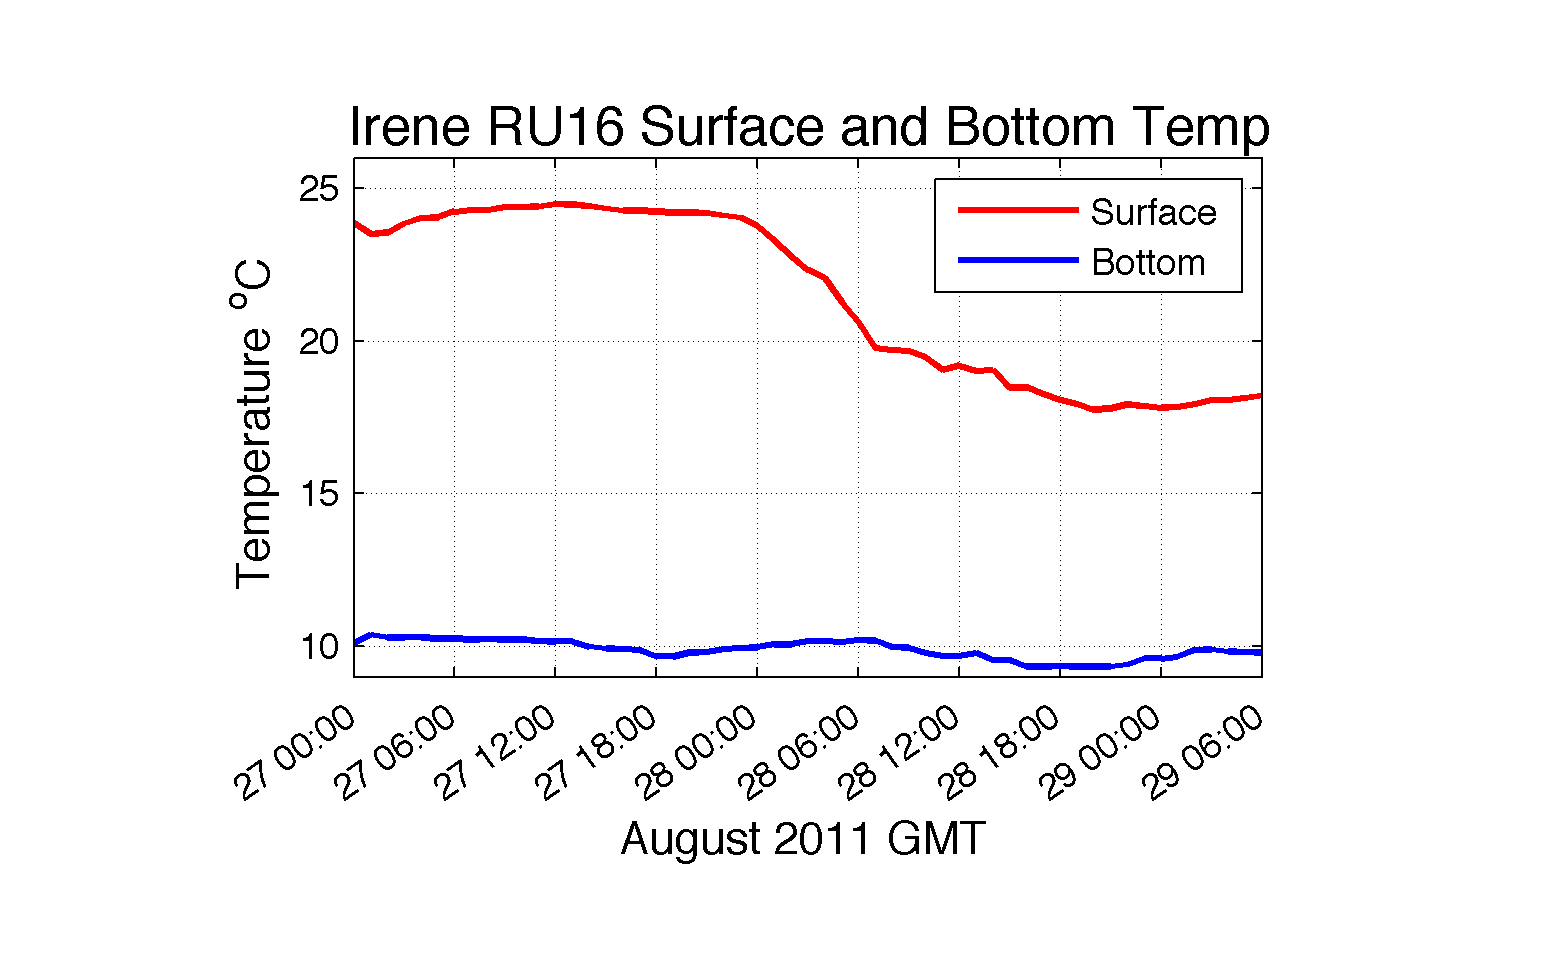 Irene RU16 Surface and Bottom Temp
25
20
15
10
Temperature ºC
Surface
Bottom
27 00:00
27 06:00
27 12:00
27 18:00
28 00:00
28 06:00
28 12:00
28 18:00
29 00:00
29 06:00
August 2011 GMT